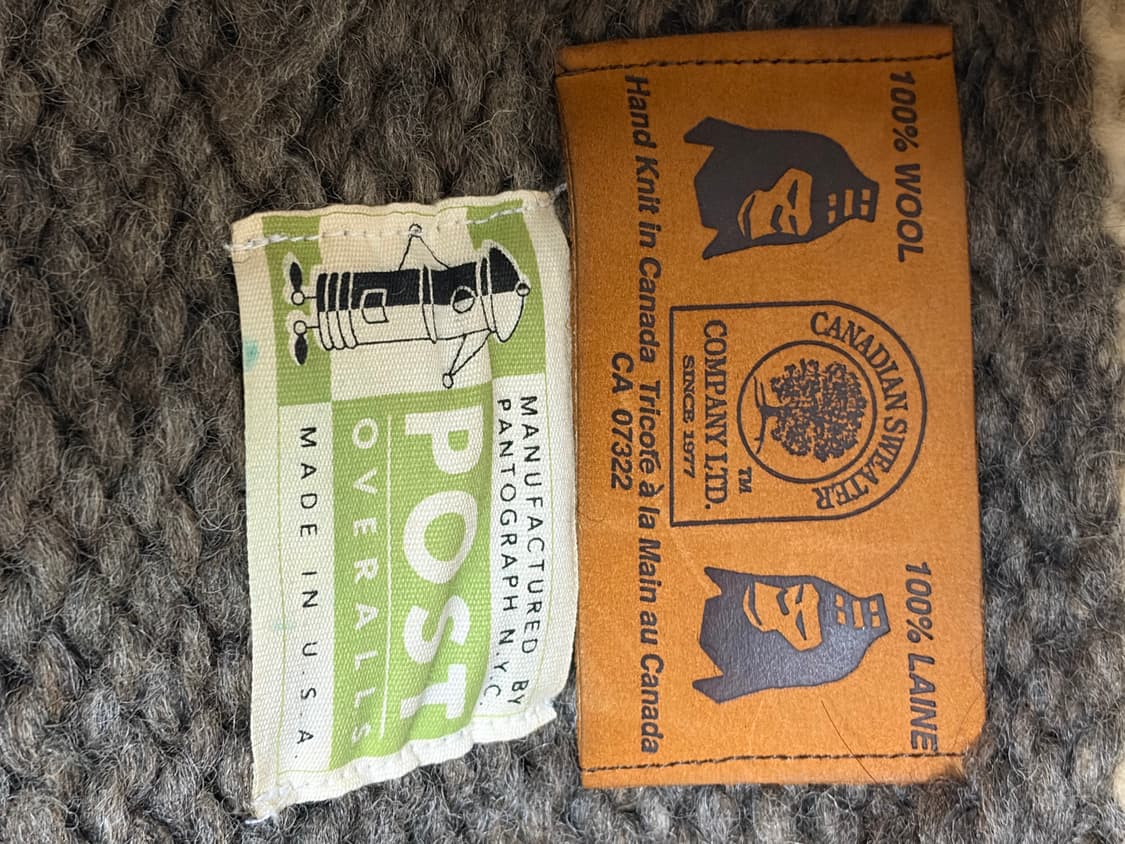 100% WOOL
100% LAINE
CANADIAN SWEATER
COMPANY LTD.
TM
SINCE 1977
Hand Knit in Canada Tricoté à la Main au Canada
CA 07322
MANUFACTURED BY
PANTOGRAPH N.Y.C.
POST
OVERALLS
MADE IN U.S.A.